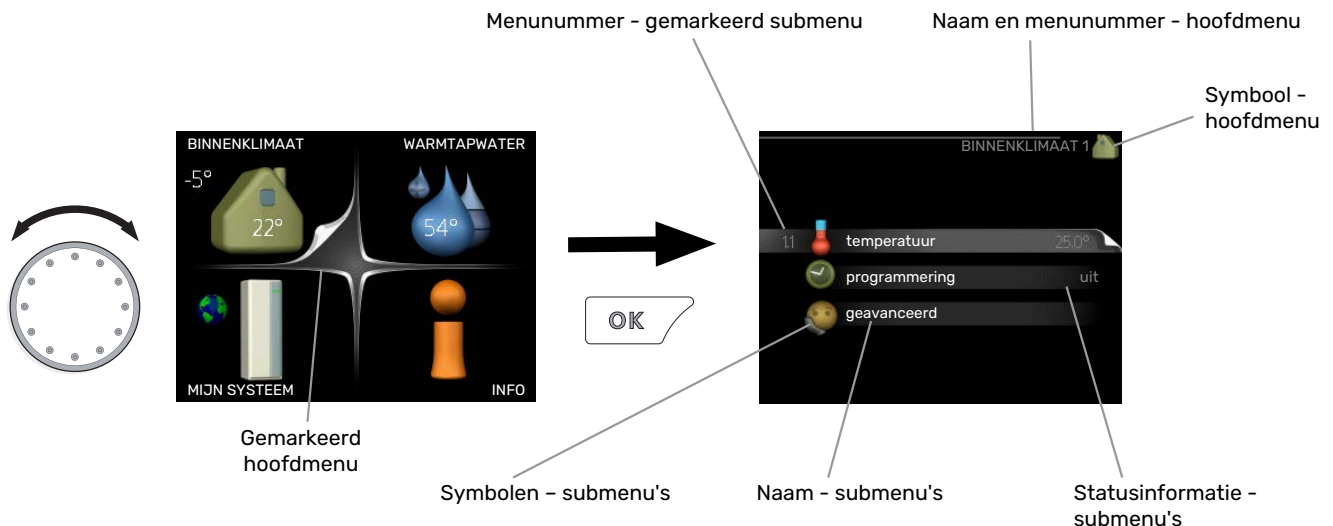 Menunummer - gemarkeerd submenu
Naam en menunummer - hoofdmenu
Symbool -
hoofdmenu
BINNENKLIMAAT
WARMTAPWATER
-5°
22°
54°
MIJN SYSTEEM
INFO
OK
BINNENKLIMAAT 1
1.1
temperatuur
25.0°
programmering
uit
geavanceerd
Gemarkeerd
hoofdmenu
Symbolen – submenu's
Naam - submenu's
Statusinformatie -
submenu's